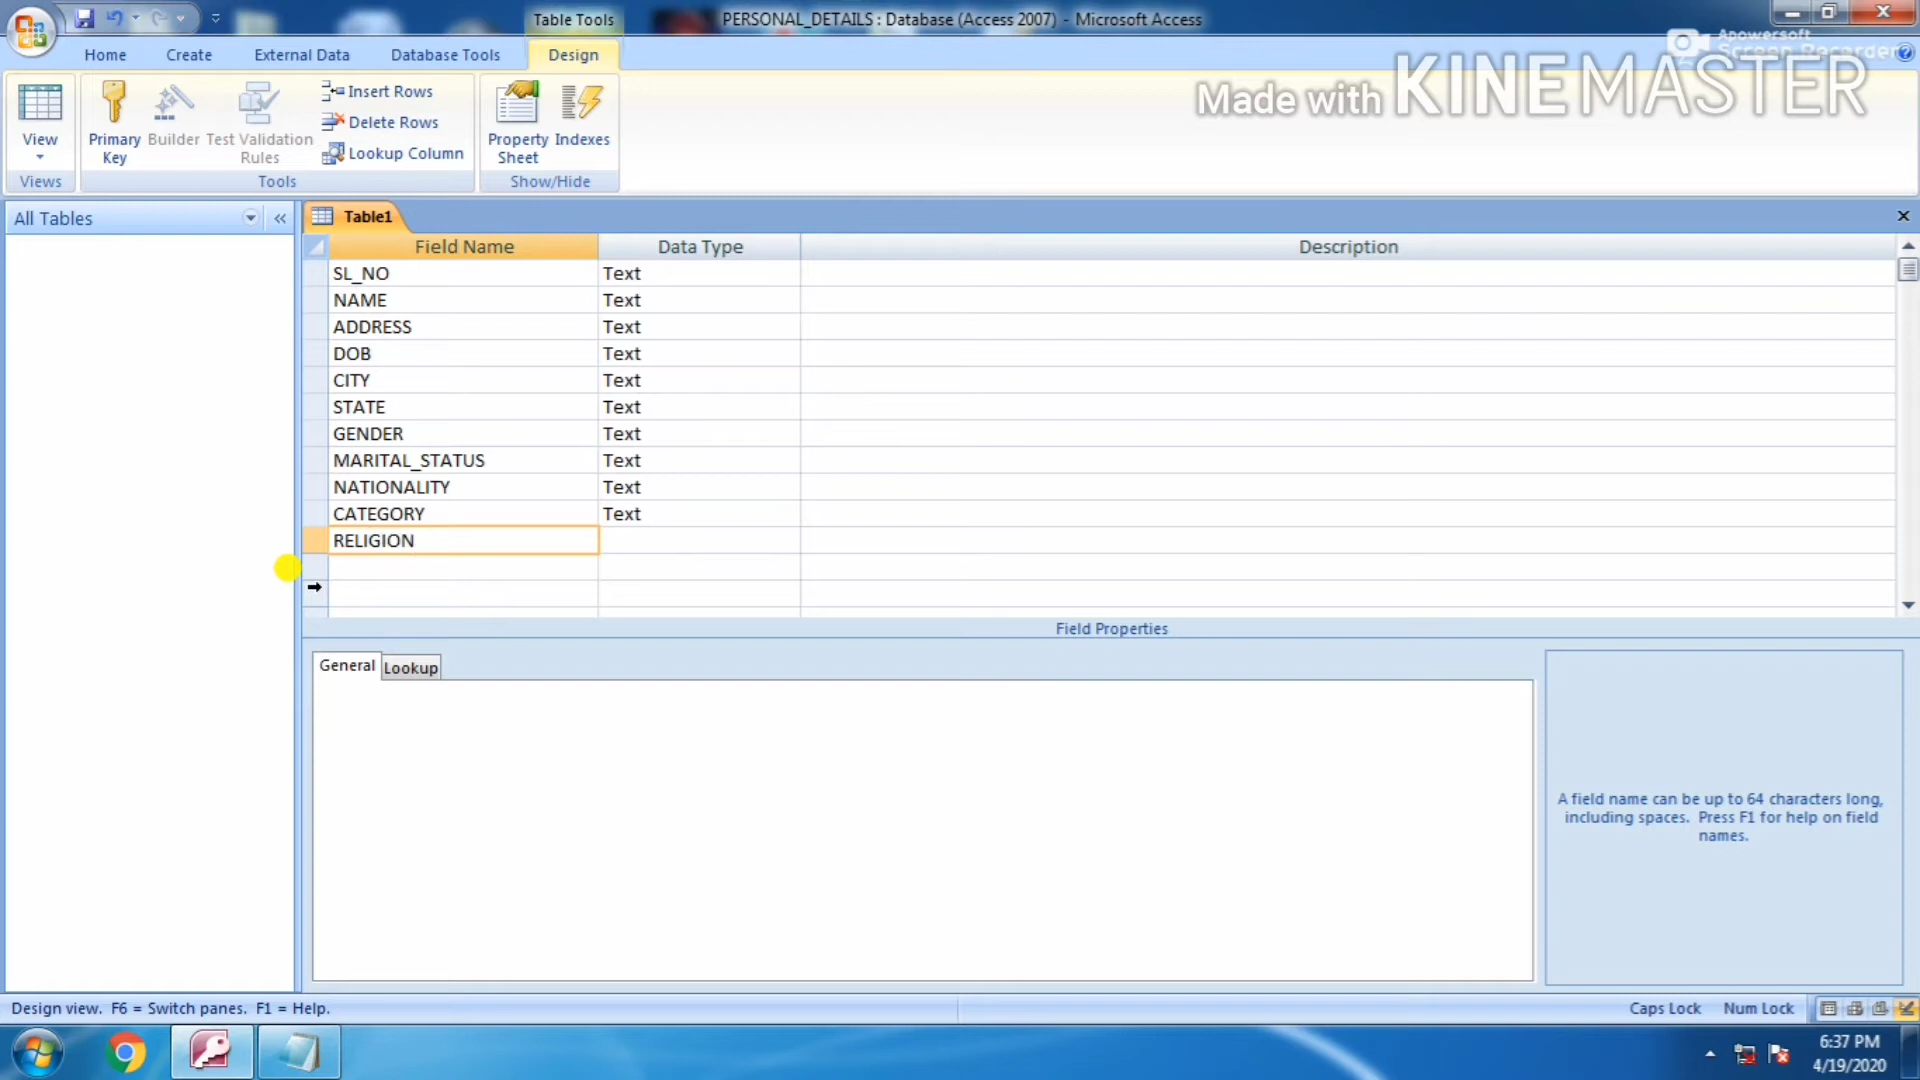 Table Tools
PERSONAL_DETAILS : Database (Access 2007) - Microsoft Access
Apowersoft
Screen Recorder
Home
Create
External Data
Database Tools
Design
Made with KINEMASTER
View
Primary
Key
Builder
Test Validation
Rules
Insert Rows
Delete Rows
Lookup Column
Property
Sheet
Indexes
Views
Tools
Show/Hide
All Tables
Table1
Field Name Data Type Description
SL_NO Text
NAME Text
ADDRESS Text
DOB Text
CITY Text
STATE Text
GENDER Text
MARITAL_STATUS Text
NATIONALITY Text
CATEGORY Text
RELIGION
Field Properties
General Lookup
A field name can be up to 64 characters long,
including spaces. Press F1 for help on field
names.
Design view. F6 = Switch panes. F1 = Help.
Caps Lock Num Lock
6:37 PM
4/19/2020